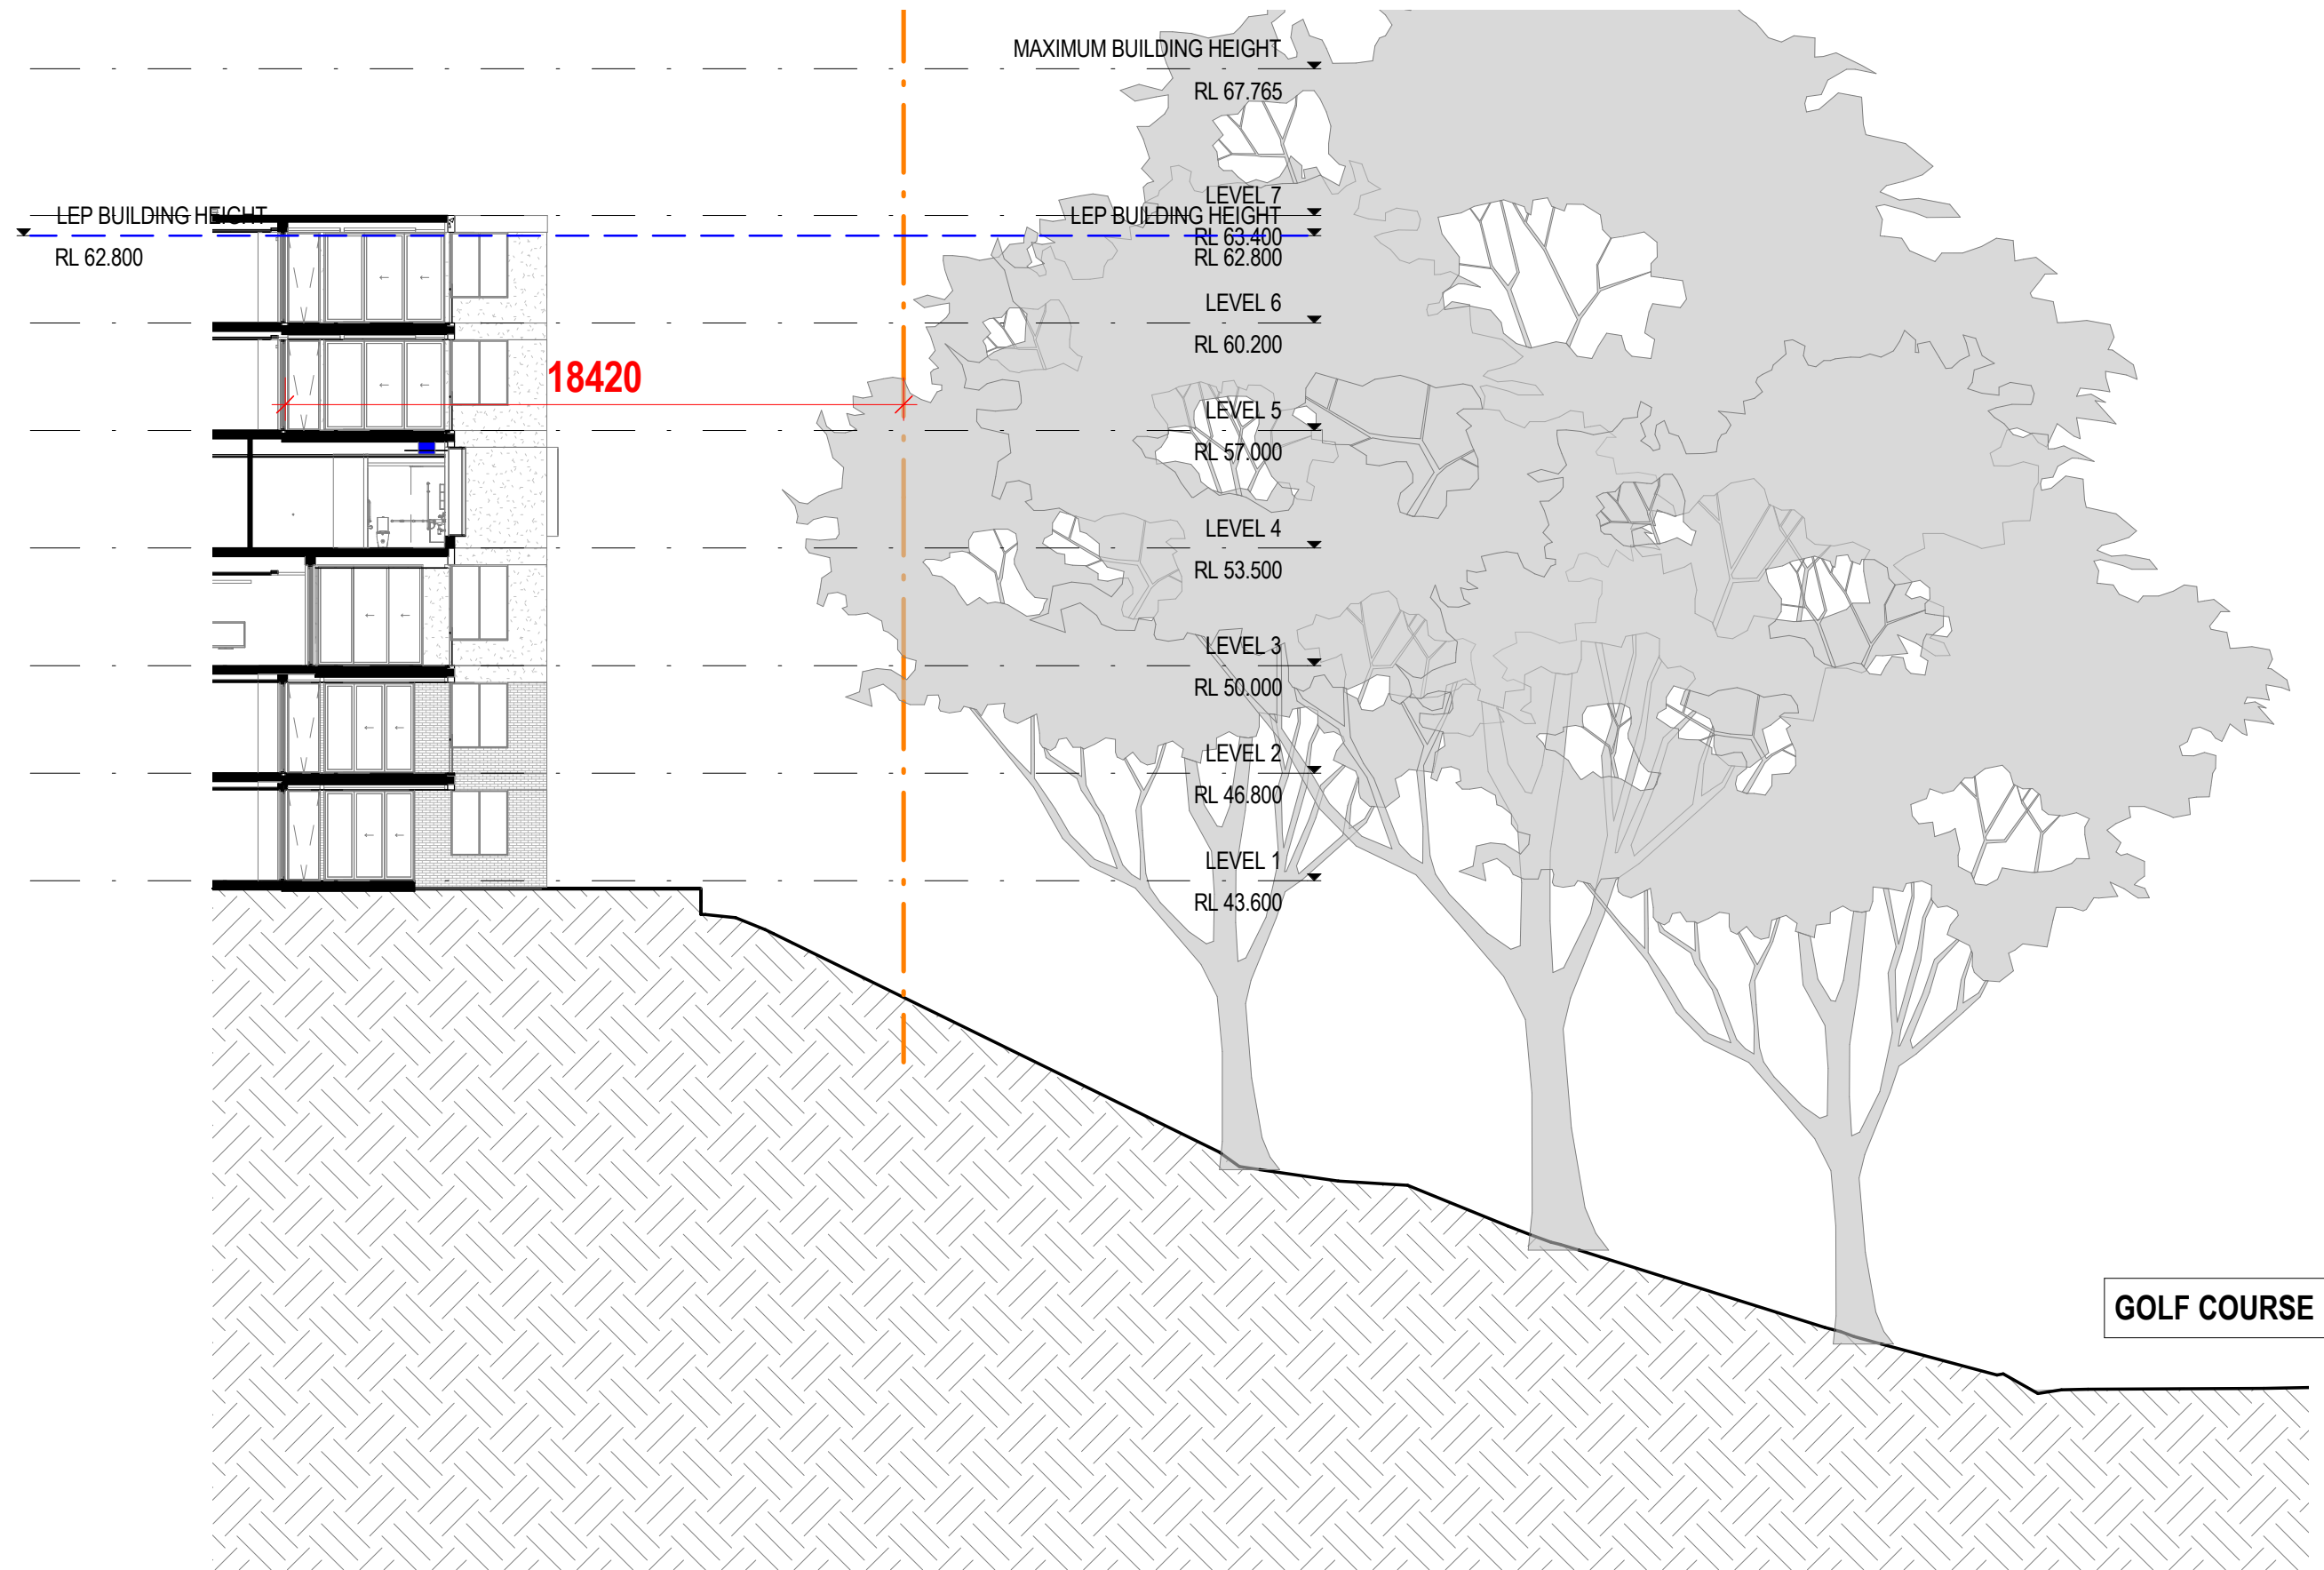 MAXIMUM BUILDING HEIGHT
RL 67.765
LEVEL 7
LEP BUILDING HEIGHT
LEP BUILDING HEIGHT
RL 63.400
RL 62.800
RL 62.800
LEVEL 6
RL 60.200
18420
LEVEL 5
RL 57.000
LEVEL 4
RL 53.500
LEVEL 3
RL 50.000
LEVEL 2
RL 46.800
LEVEL 1
RL 43.600
GOLF COURSE